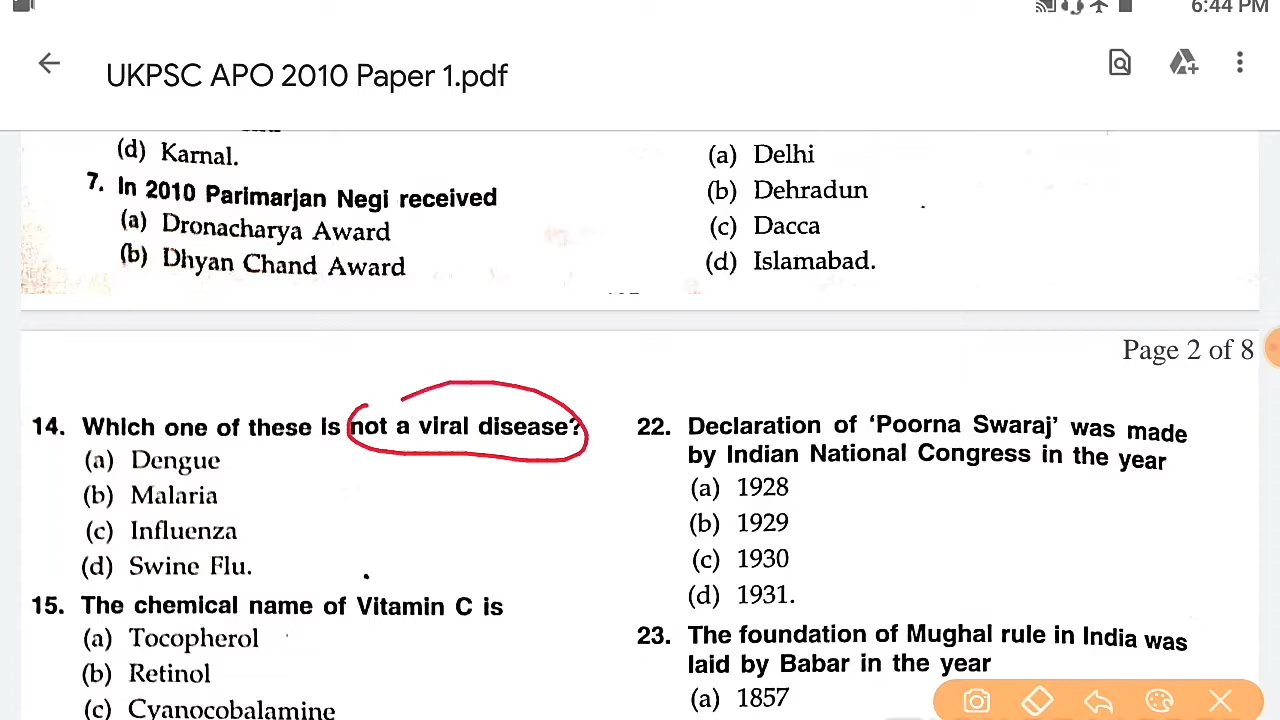 6:44 PM
UKPSC APO 2010 Paper 1.pdf
(d) Karnal.
7. In 2010 Parimarjan Negi received
(a) Dronacharya Award
(b) Dhyan Chand Award
(a) Delhi
(b) Dehradun
(c) Dacca
(d) Islamabad.
Page 2 of 8
14. Which one of these is not a viral disease?
(a) Dengue
(b) Malaria
(c) Influenza
(d) Swine Flu.
15. The chemical name of Vitamin C is
(a) Tocopherol
(b) Retinol
(c) Cyanocobalamine
22. Declaration of ‘Poorna Swaraj’ was made
by Indian National Congress in the year
(a) 1928
(b) 1929
(c) 1930
(d) 1931.
23. The foundation of Mughal rule in India was
laid by Babar in the year
(a) 1857